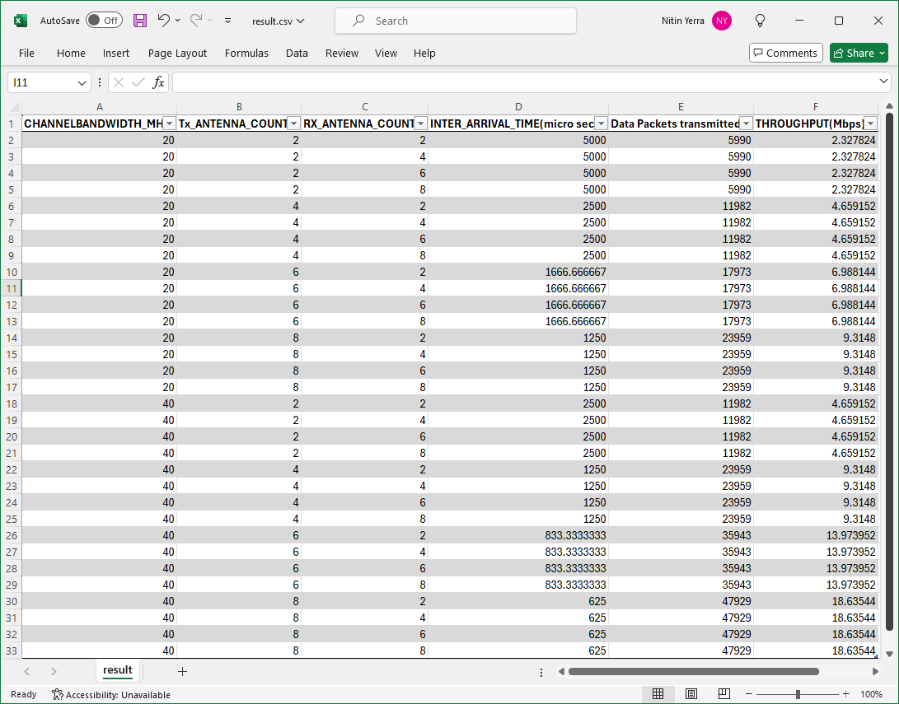 AutoSave Off result.csv Search Nitin Yerra NY
File Home Insert Page Layout Formulas Data Review View Help Comments Share
I11 fx
A B C D E F
1 CHANNELBANDWIDTH_MH Tx_ANTENNA_COUNT RX_ANTENNA_COUNT INTER_ARRIVAL_TIME(micro sec Data Packets transmitted THROUGHPUT(Mbps)
2 20 2 2 5000 5990 2.327824
3 20 2 4 5000 5990 2.327824
4 20 2 6 5000 5990 2.327824
5 20 2 8 5000 5990 2.327824
6 20 4 2 2500 11982 4.659152
7 20 4 4 2500 11982 4.659152
8 20 4 6 2500 11982 4.659152
9 20 4 8 2500 11982 4.659152
10 20 6 2 1666.666667 17973 6.988144
11 20 6 4 1666.666667 17973 6.988144
12 20 6 6 1666.666667 17973 6.988144
13 20 6 8 1666.666667 17973 6.988144
14 20 8 2 1250 23959 9.3148
15 20 8 4 1250 23959 9.3148
16 20 8 6 1250 23959 9.3148
17 20 8 8 1250 23959 9.3148
18 40 2 2 2500 11982 4.659152
19 40 2 4 2500 11982 4.659152
20 40 2 6 2500 11982 4.659152
21 40 2 8 2500 11982 4.659152
22 40 4 2 1250 23959 9.3148
23 40 4 4 1250 23959 9.3148
24 40 4 6 1250 23959 9.3148
25 40 4 8 1250 23959 9.3148
26 40 6 2 833.3333333 35943 13.973952
27 40 6 4 833.3333333 35943 13.973952
28 40 6 6 833.3333333 35943 13.973952
29 40 6 8 833.3333333 35943 13.973952
30 40 8 2 625 47929 18.63544
31 40 8 4 625 47929 18.63544
32 40 8 6 625 47929 18.63544
33 40 8 8 625 47929 18.63544
result
Ready Accessibility: Unavailable 100%